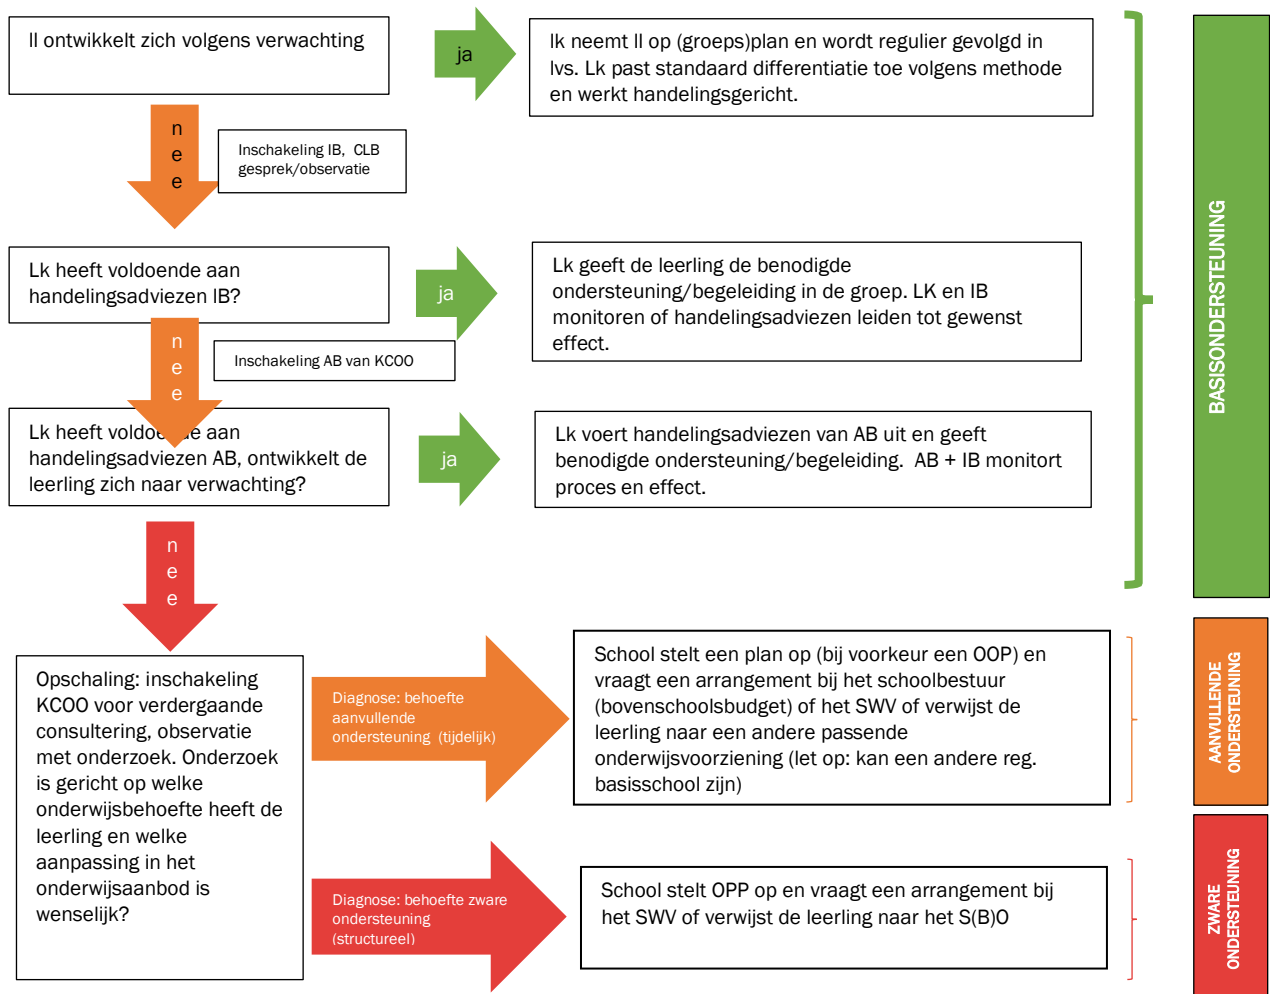 ll ontwikkelt zich volgens verwachting
ja
lk neemt ll op (groeps)plan en wordt regulier gevolgd in
lvs. Lk past standaard differentiatie toe volgens methode
en werkt handelingsgericht.
n
e
e
Inschakeling IB, CLB
gesprek/observatie
Lk heeft voldoende aan
handelingsadviezen IB?
ja
Lk geeft de leerling de benodigde
ondersteuning/begeleiding in de groep. LK en IB
monitoren of handelingsadviezen leiden tot gewenst
effect.
n
e
e
Inschakeling AB van KCOO
Lk heeft voldoende aan
handelingsadviezen AB, ontwikkelt de
leerling zich naar verwachting?
ja
Lk voert handelingsadviezen van AB uit en geeft
benodigde ondersteuning/begeleiding. AB + IB monitort
proces en effect.
BASISONDERSTEUNING
n
e
e
Opschaling: inschakeling
KCOO voor verdergaande
consultering, observatie
met onderzoek. Onderzoek
is gericht op welke
onderwijsbehoefte heeft de
leerling en welke
aanpassing in het
onderwijsaanbod is
wenselijk?
Diagnose: behoefte
aanvullende
ondersteuning (tijdelijk)
School stelt een plan op (bij voorkeur een OOP) en
vraagt een arrangement bij het schoolbestuur
(bovenschoolsbudget) of het SWV of verwijst de
leerling naar een andere passende
onderwijsvoorziening (let op: kan een andere reg.
basisschool zijn)
AANVULLENDE
ONDERSTEUNING
Diagnose: behoefte zware
ondersteuning
(structureel)
School stelt OPP op en vraagt een arrangement bij
het SWV of verwijst de leerling naar het S(B)O
ZWARE
ONDERSTEUNING